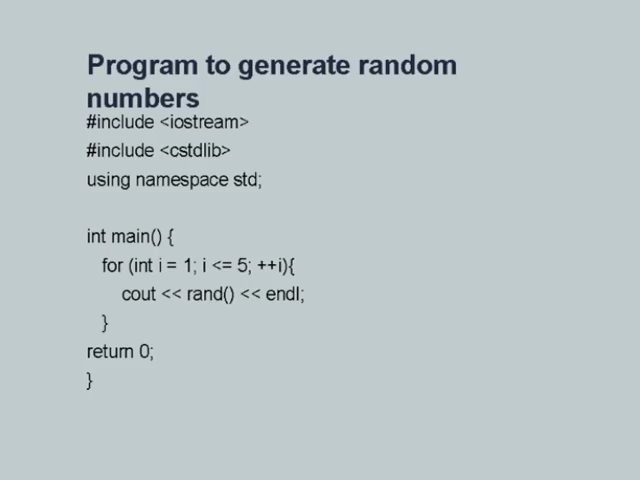 Program to generate random
numbers
#include <iostream>
#include <cstdlib>
using namespace std;
int main() {
for (int i = 1; i <= 5; ++i){
cout << rand() << endl;
}
return 0;
}